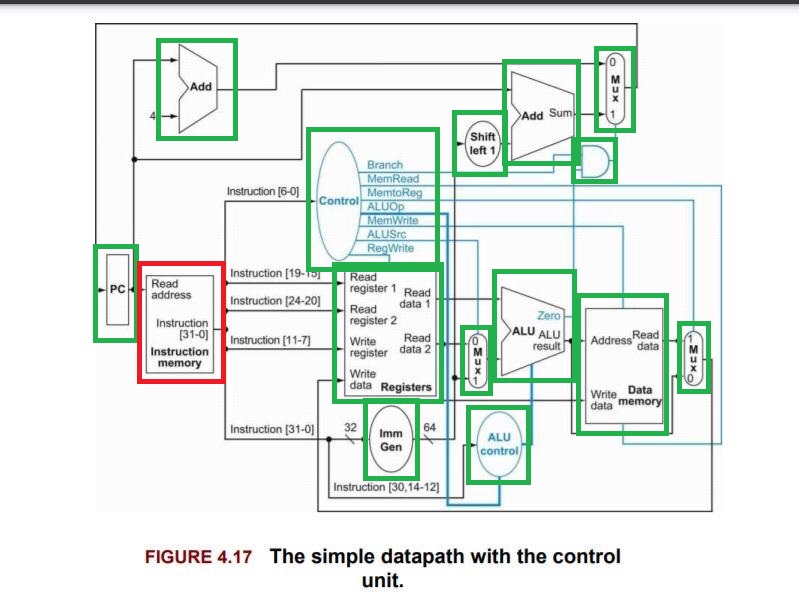 Add
4
0
Mux
1
Add Sum
Shift
left 1
Control
Branch
MemRead
MemtoReg
ALUOp
MemWrite
ALUSrc
RegWrite
Instruction [6-0]
PC
Read
address
Instruction
[31-0]
Instruction
memory
Instruction [19-15]
Instruction [24-20]
Instruction [11-7]
Read
register 1
Read
data 1
Read
register 2
Write
register
Read
data 2
Write
data
Registers
0
Mux
1
Zero
ALU
ALU
result
Address
Read
data
Write
data
Data
memory
1
Mux
0
Instruction [31-0]
32
Imm
Gen
64
ALU
control
Instruction [30,14-12]
FIGURE 4.17 The simple datapath with the control
unit.